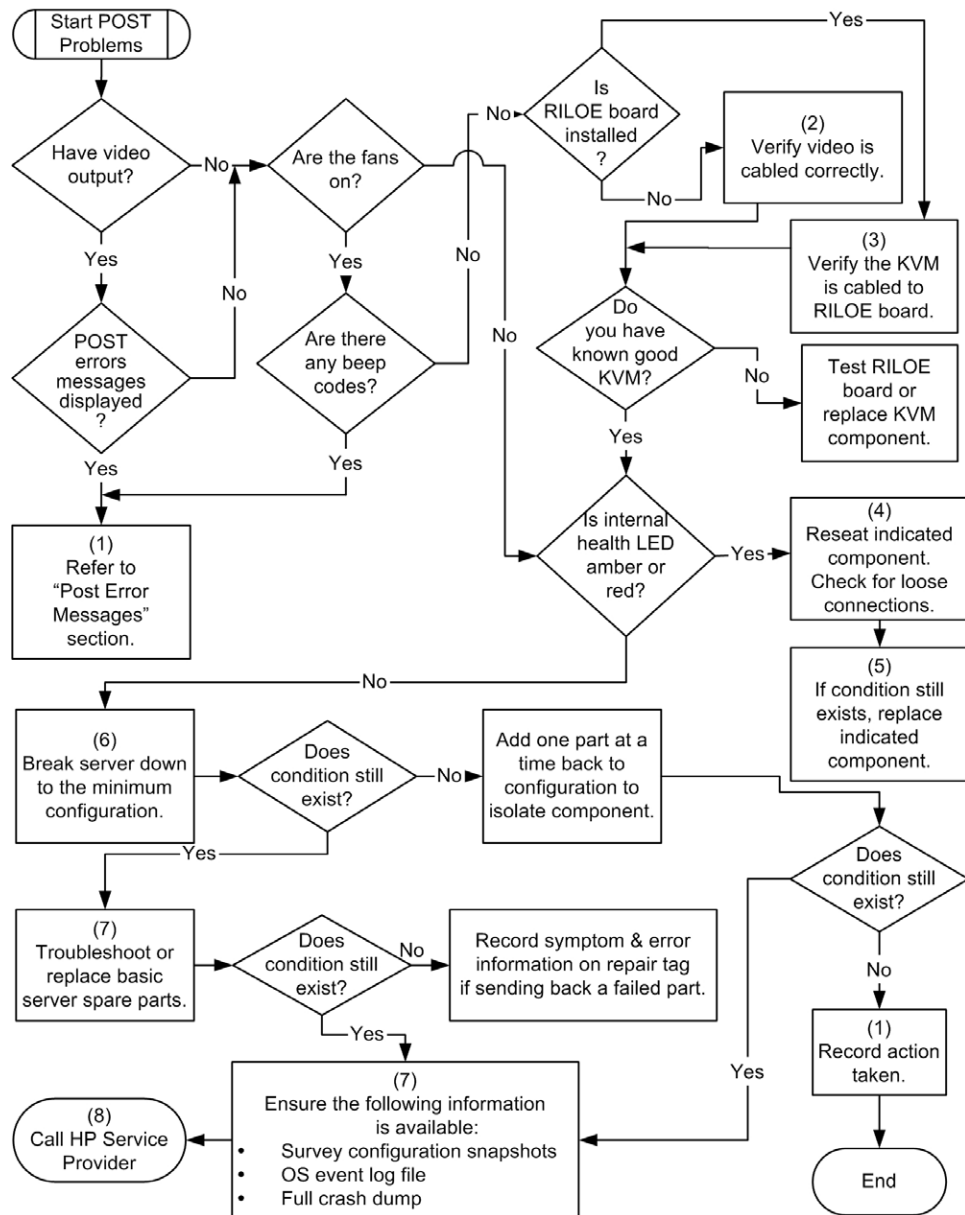 Start POST
Problems
Have video
output?
No
Yes
POST
errors
messages
displayed
?
No
Yes
(1)
Refer to
“Post Error
Messages”
section.
Are the fans
on?
Yes
No
Are there
any beep
codes?
No
Yes
Is
RILOE board
installed
?
Yes
No
(2)
Verify video is
cabled correctly.
(3)
Verify the KVM
is cabled to
RILOE board.
Do
you have
known good
KVM?
No
Yes
Test RILOE
board or
replace KVM
component.
Is internal
health LED
amber or
red?
Yes
No
(4)
Reseat indicated
component.
Check for loose
connections.
(5)
If condition still
exists, replace
indicated
component.
(6)
Break server down
to the minimum
configuration.
Does
condition still
exist?
No
Yes
Add one part at a
time back to
configuration to
isolate component.
Does
condition still
exist?
Yes
No
(7)
Troubleshoot or
replace basic
server spare parts.
Does
condition still
exist?
No
Yes
Record symptom & error
information on repair tag
if sending back a failed part.
(1)
Record action
taken.
End
(7)
Ensure the following information
is available:
• Survey configuration snapshots
• OS event log file
• Full crash dump
(8)
Call HP Service
Provider